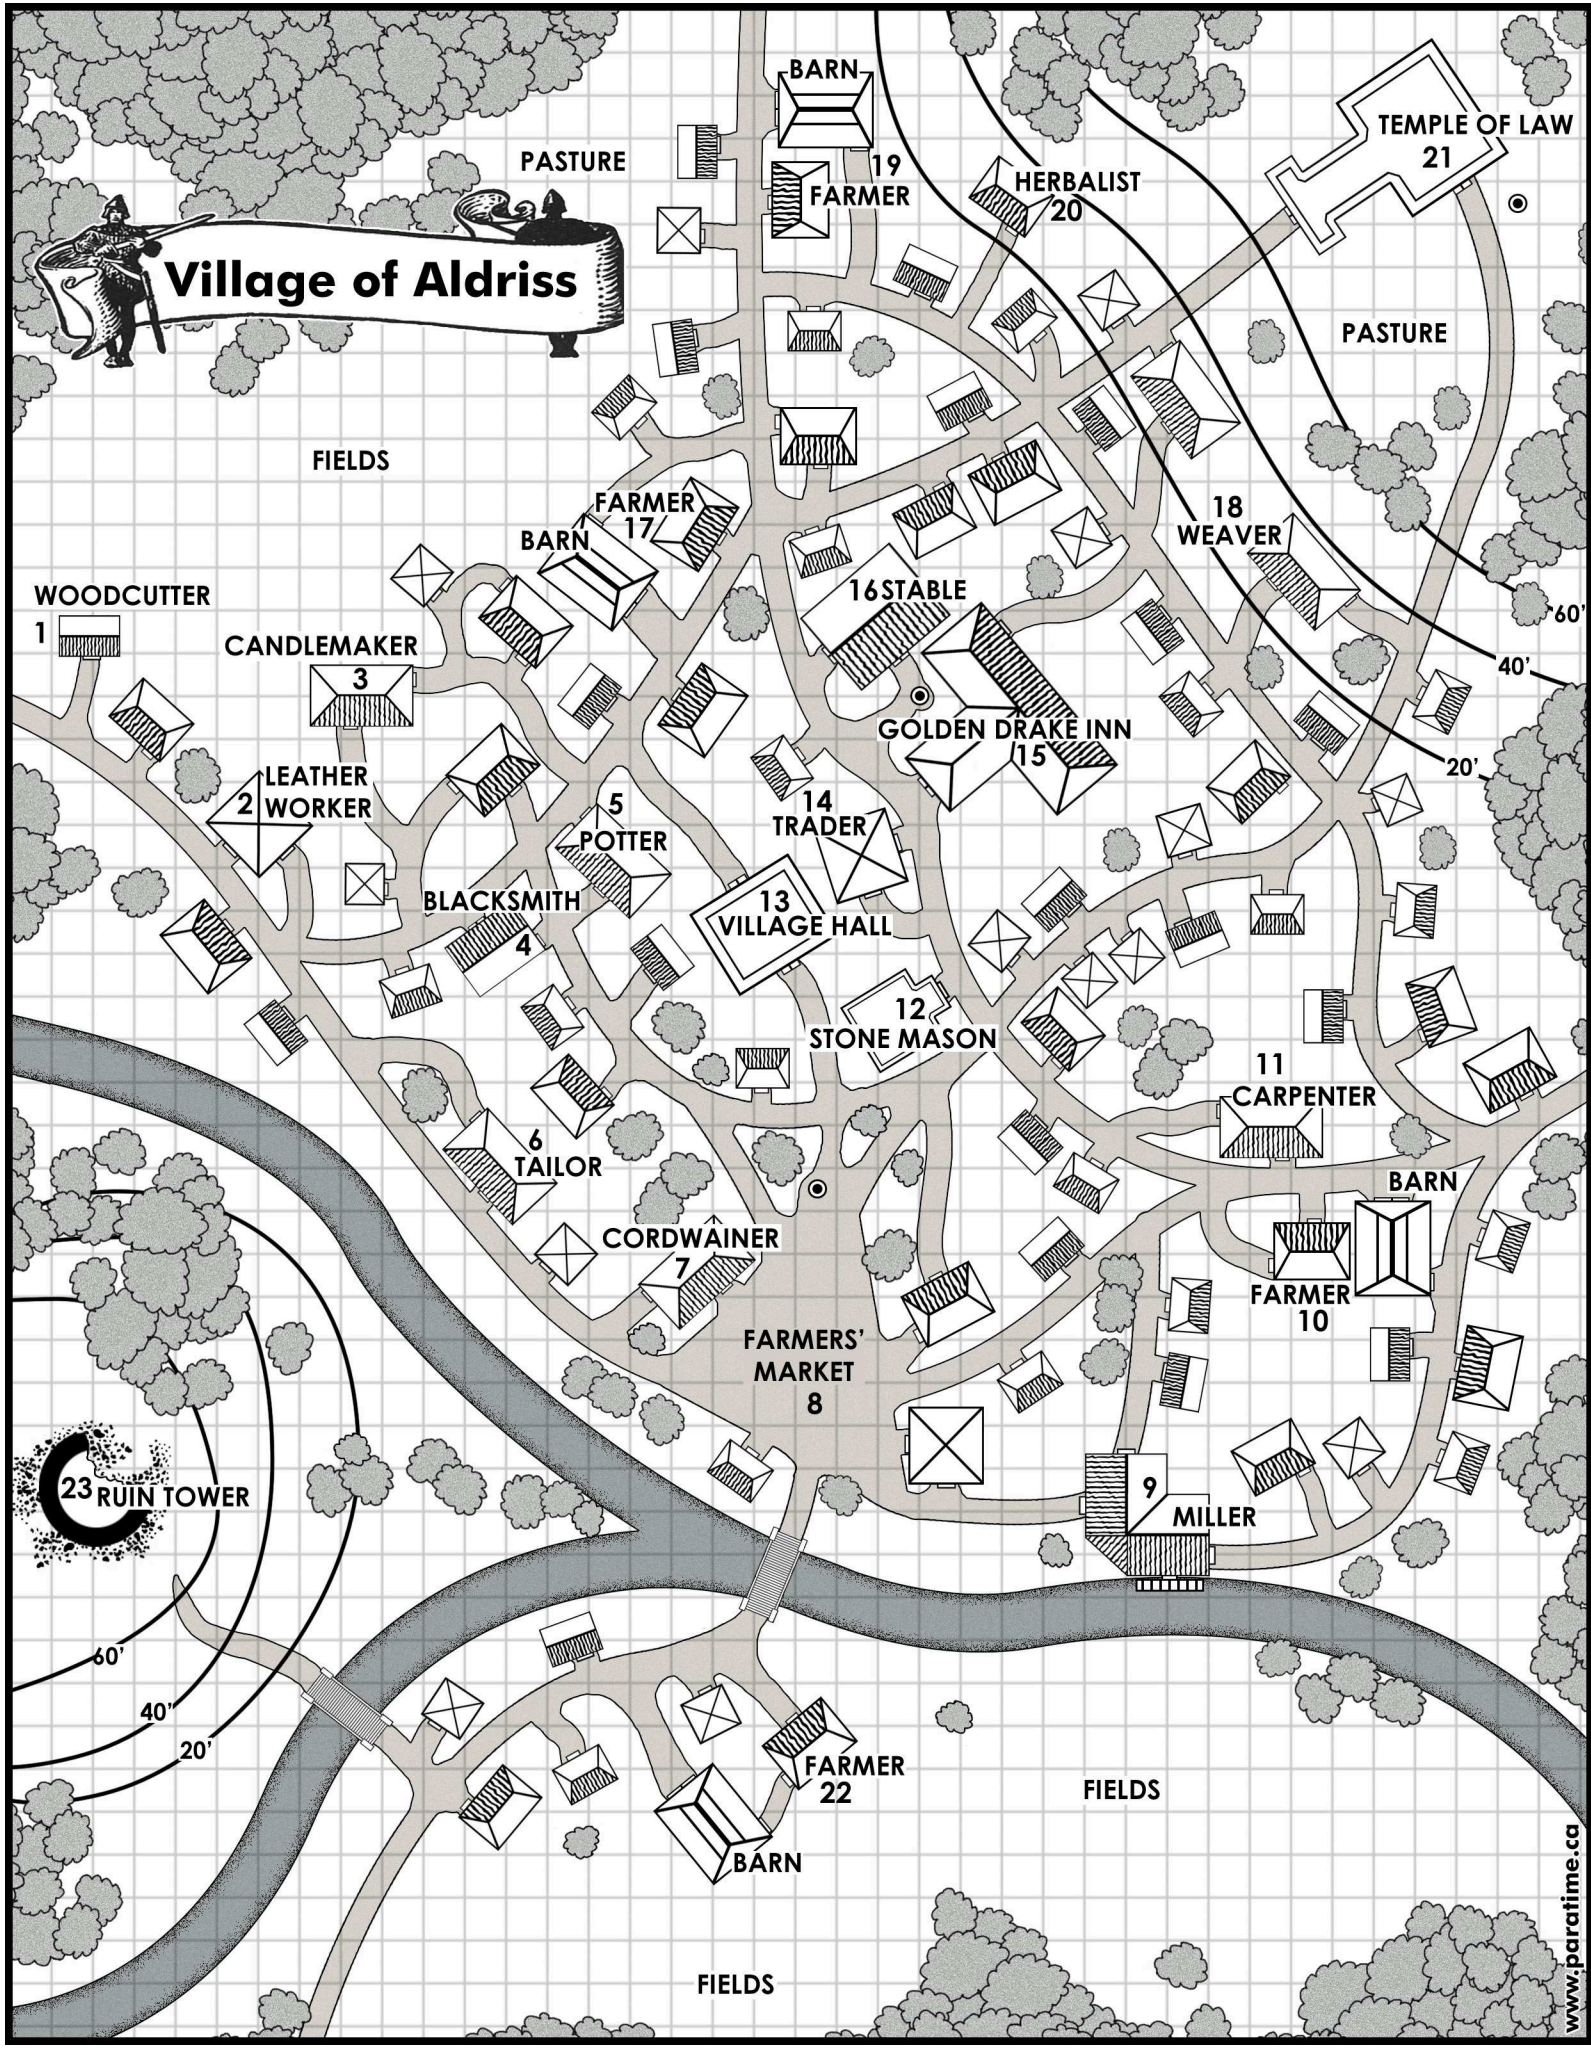 BARN
TEMPLE OF LAW
21
PASTURE
19
FARMER
HERBALIST
20
Village of Aldriss
PASTURE
FIELDS
FARMER
17
BARN
18
WEAVER
16 STABLE
WOODCUTTER
1
60'
CANDLEMAKER
3
40'
GOLDEN DRAKE INN
15
20'
LEATHER
2 WORKER
5
POTTER
14
TRADER
BLACKSMITH
4
13
VILLAGE HALL
12
STONE MASON
11
CARPENTER
6
TAILOR
BARN
CORDWAINER
7
FARMER
10
FARMERS'
MARKET
8
23 RUIN TOWER
9
MILLER
60'
40'
20'
FARMER
22
FIELDS
BARN
FIELDS
www.paratime.ca